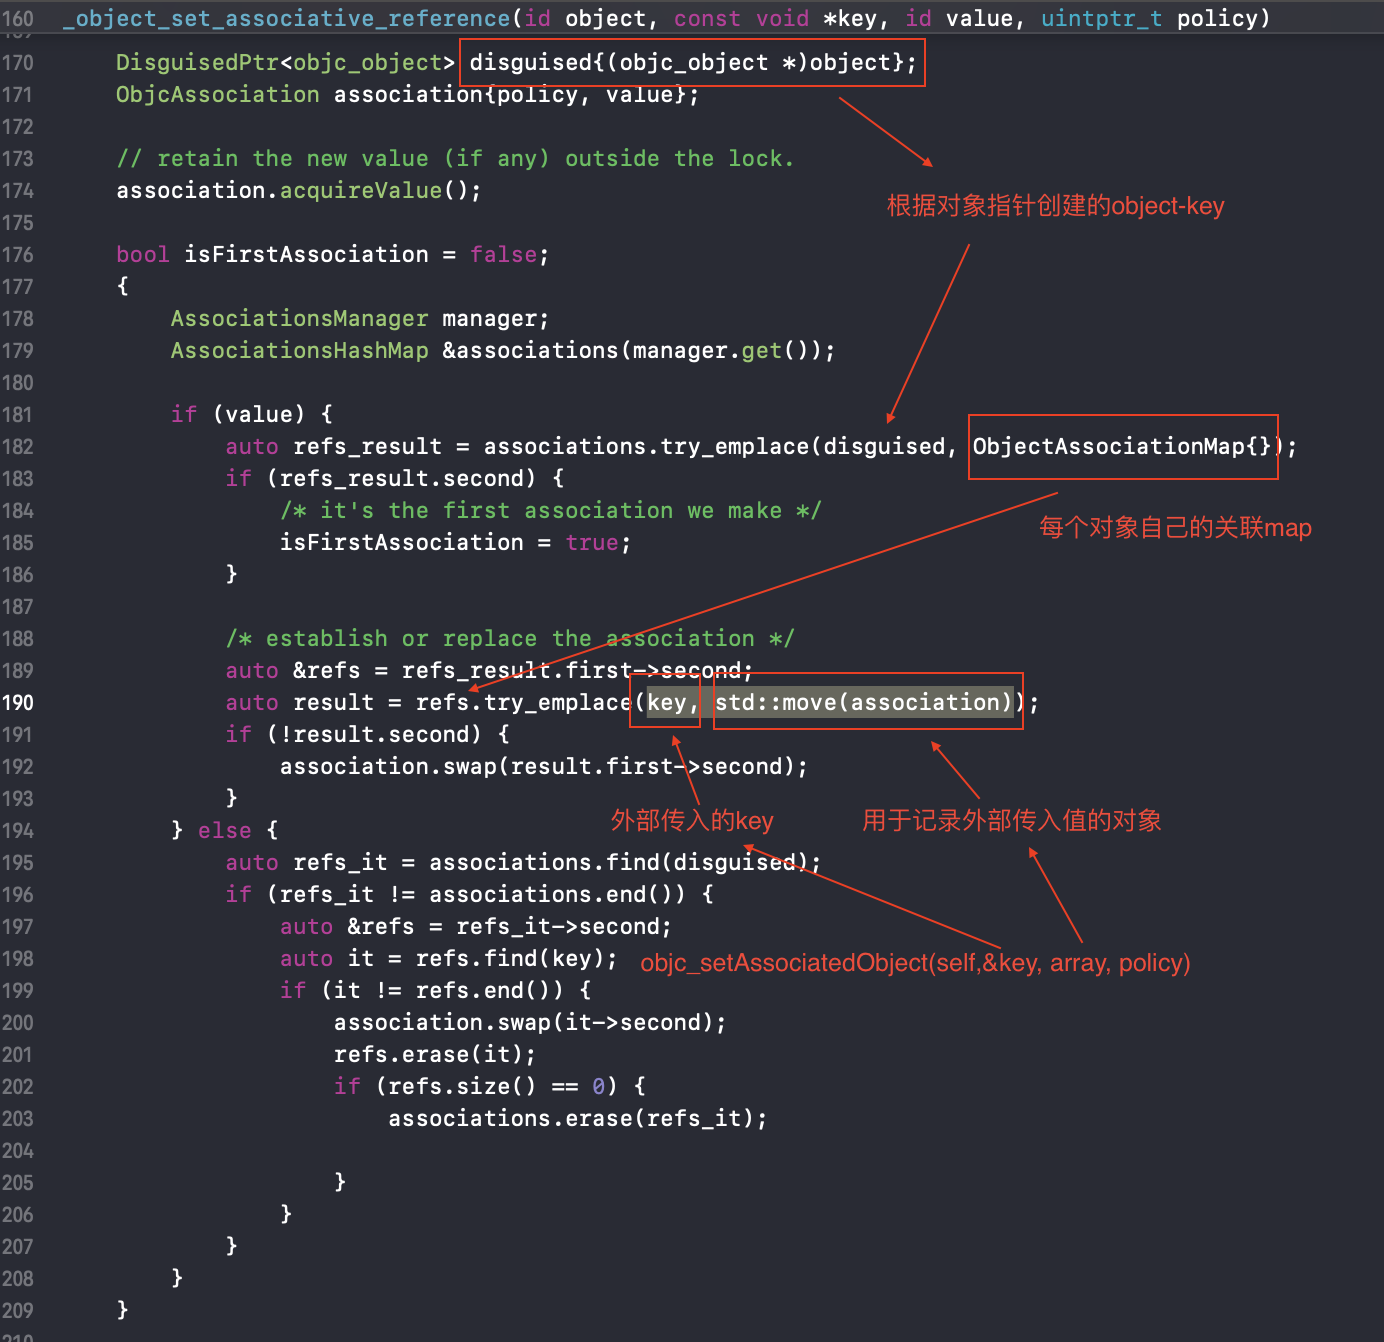 160 _object_set_associative_reference(id object, const void *key, id value, uintptr_t policy)
170 DisguisedPtr<objc_object> disguised{(objc_object *)object};
171 ObjcAssociation association{policy, value};
172
173 // retain the new value (if any) outside the lock.
174 association.acquireValue();
175
根据对象指针创建的object-key
176 bool isFirstAssociation = false;
177 {
178 AssociationsManager manager;
179 AssociationsHashMap &associations(manager.get());
180
181 if (value) {
182 auto refs_result = associations.try_emplace(disguised, ObjectAssociationMap{});
183 if (refs_result.second) {
184 /* it's the first association we make */
每个对象自己的关联map
185 isFirstAssociation = true;
186 }
187
188 /* establish or replace the association */
189 auto &refs = refs_result.first->second;
190 auto result = refs.try_emplace(key, std::move(association));
191 if (!result.second) {
192 association.swap(result.first->second);
193 }
外部传入的key 用于记录外部传入值的对象
194 } else {
195 auto refs_it = associations.find(disguised);
196 if (refs_it != associations.end()) {
197 auto &refs = refs_it->second;
198 auto it = refs.find(key);
objc_setAssociatedObject(self,&key, array, policy)
199 if (it != refs.end()) {
200 association.swap(it->second);
201 refs.erase(it);
202 if (refs.size() == 0) {
203 associations.erase(refs_it);
204
205 }
206 }
207 }
208 }
209 }